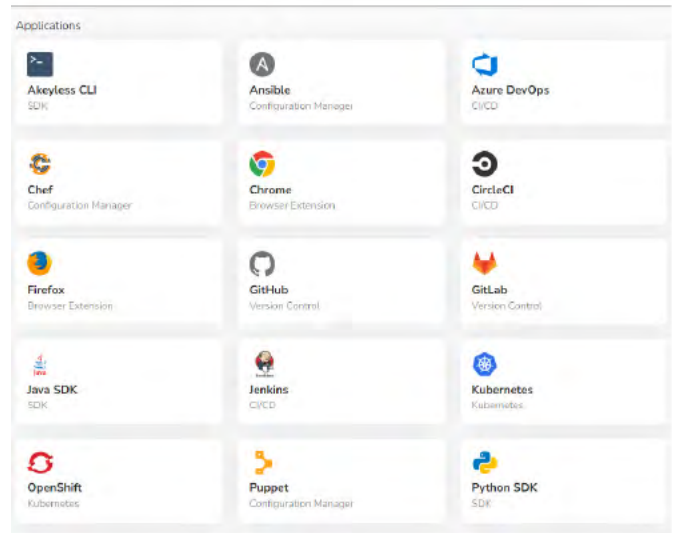 Applications
Akeyless CLI
SDK
Ansible
Configuration Manager
Azure DevOps
CI/CD
Chef
Configuration Manager
Chrome
Browser Extension
CircleCI
CI/CD
Firefox
Browser Extension
GitHub
Version Control
GitLab
Version Control
Java
Java SDK
SDK
Jenkins
CI/CD
Kubernetes
Kubernetes
OpenShift
Kubernetes
Puppet
Configuration Manager
Python SDK
SDK